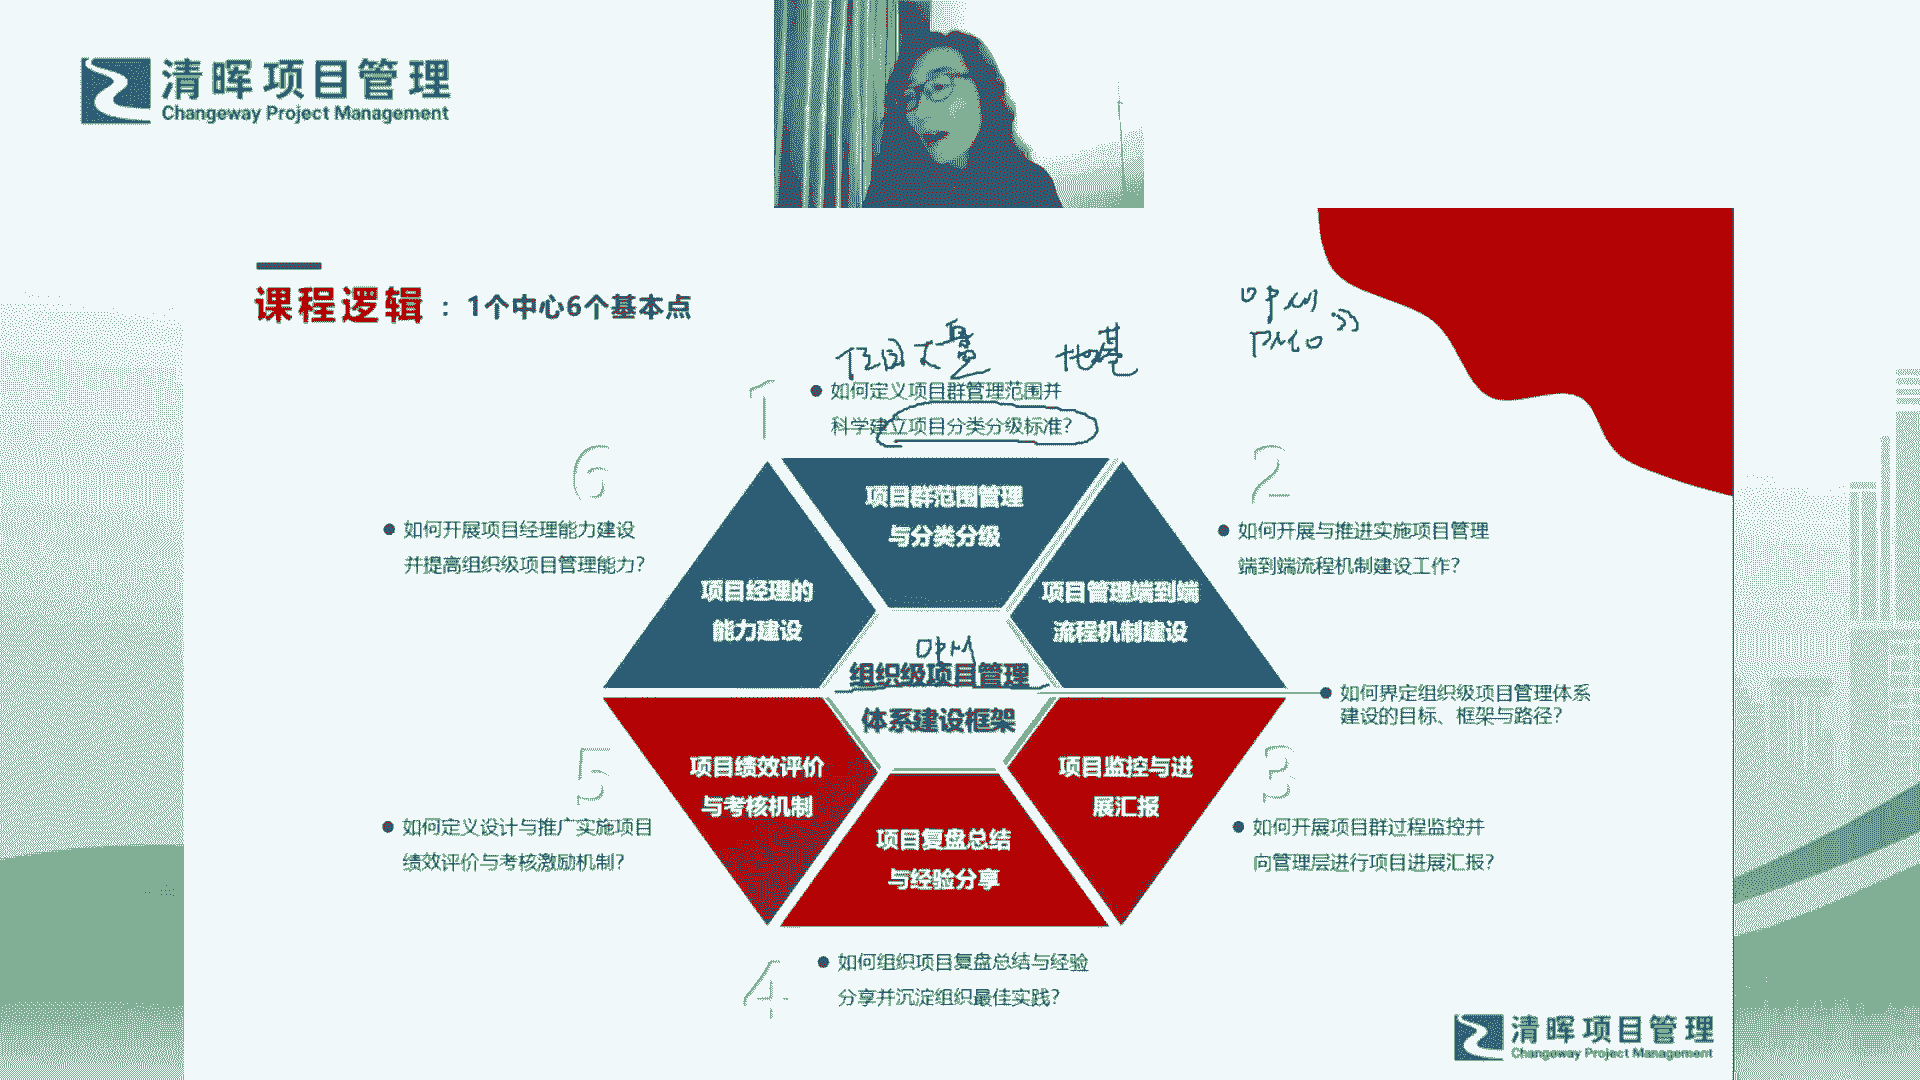 清晖项目管理
Changeway Project Management
课程逻辑：1个中心6个基本点
OPM
PMO
大盘 地基
1
如何定义项目群管理范围并
科学建立项目分类分级标准？
6
如何开展项目经理能力建设
并提高组织级项目管理能力？
2
如何开展与推进实施项目管理
端到端流程机制建设工作？
项目群范围管理
与分类分级
项目经理的
能力建设
项目管理端到端
流程机制建设
OPM
组织级项目管理
体系建设框架
如何界定组织级项目管理体系
建设的目标、框架与路径？
项目绩效评价
与考核机制
项目监控与进
展汇报
项目复盘总结
与经验分享
5
如何定义设计与推广实施项目
绩效评价与考核激励机制？
3
如何开展项目群过程监控并
向管理层进行项目进展汇报？
4
如何组织项目复盘总结与经验
分享并沉淀组织最佳实践？
清晖项目管理
Changeway Project Management